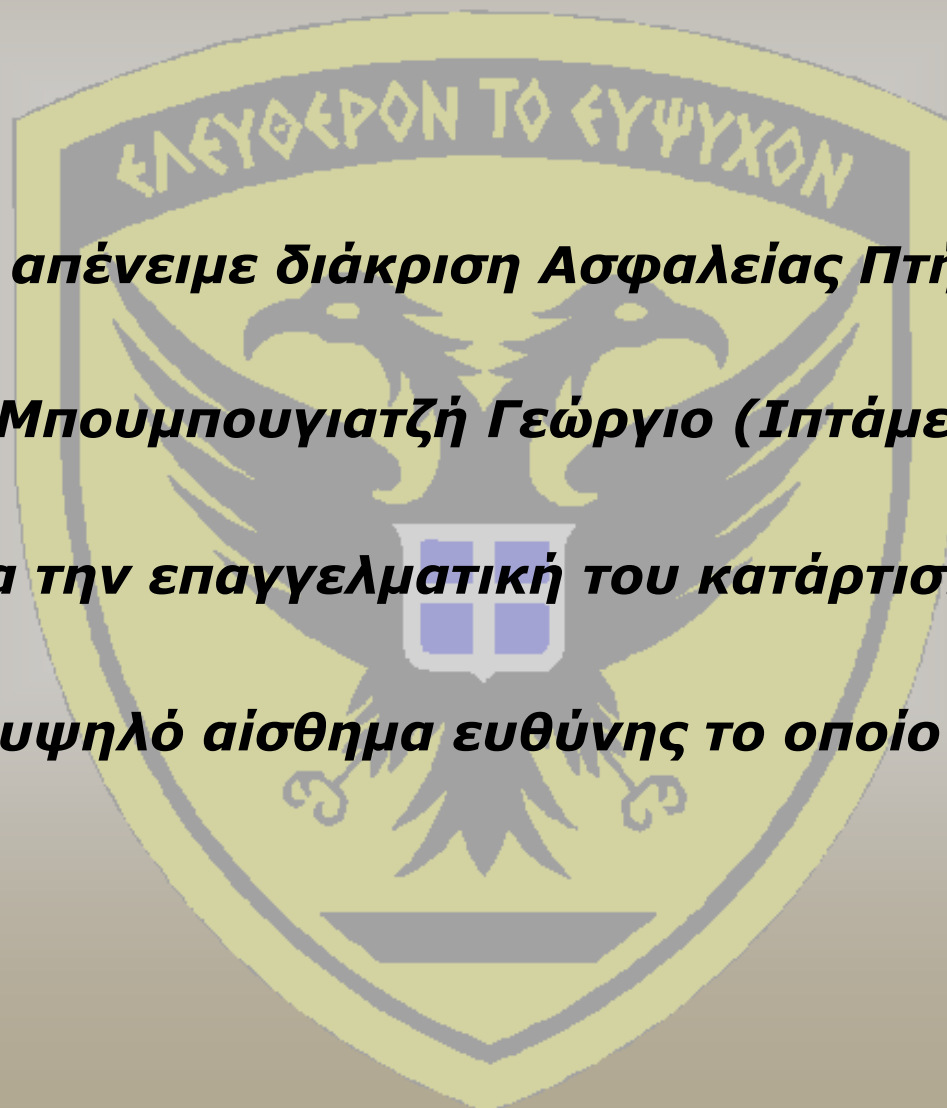 ΕΛΕΥΘΕΡΟΝ ΤΟ ΕΥΨΥΧΟΝ
απένειμε διάκριση Ασφαλείας Πτή
Μπουμπουγιατζή Γεώργιο (Ιπτάμε
α την επαγγελματική του κατάρτισ
υψηλό αίσθημα ευθύνης το οποίο